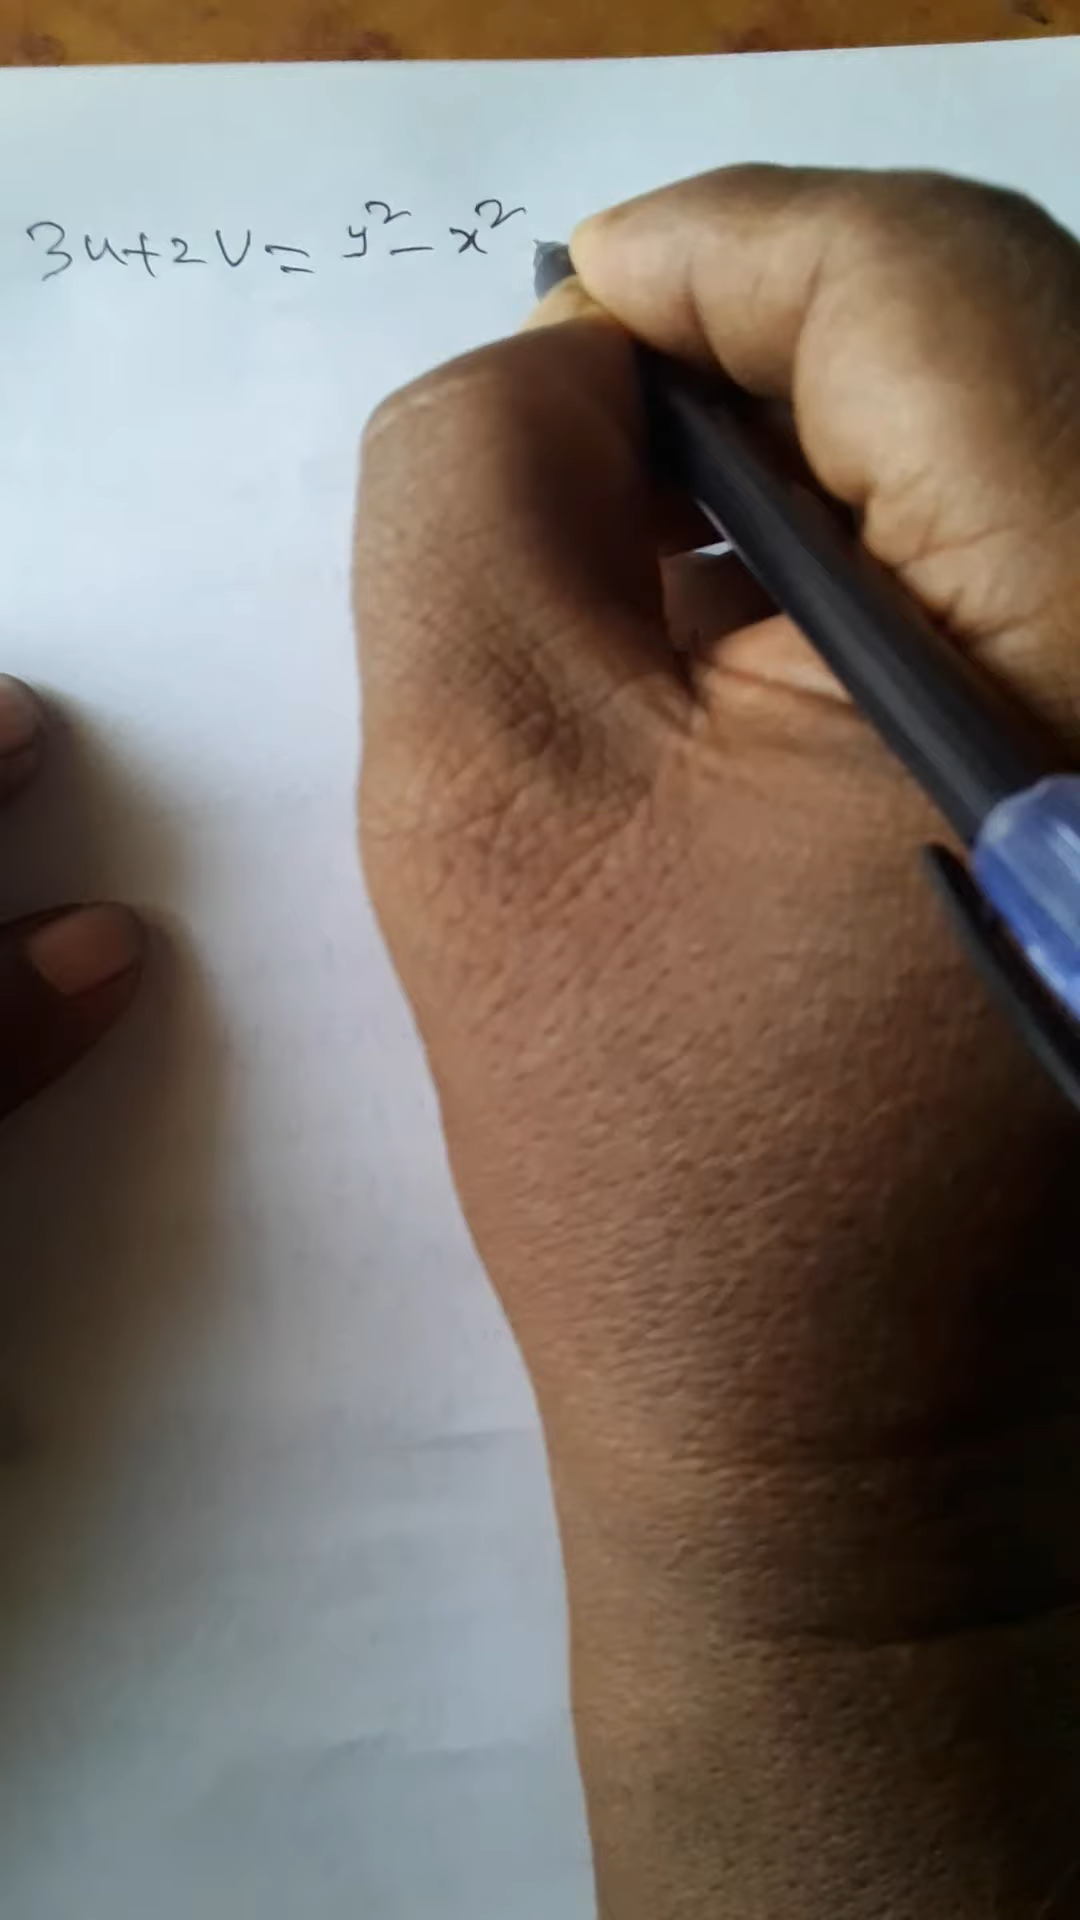 3u+2v = y² - x²